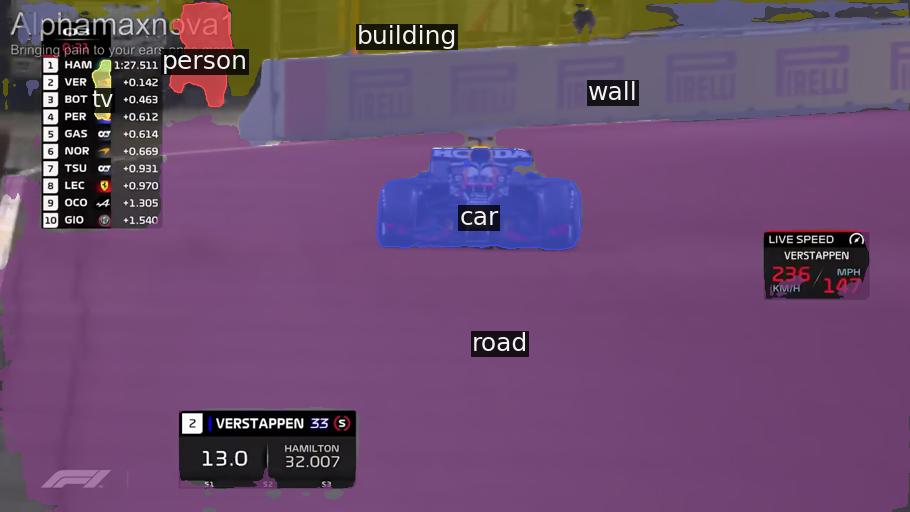 Alphamaxnova1
Bringing pain to your ears
Q3
0:21
1 HAM 1:27.511
2 VER +0.142
3 BOT +0.463
4 PER +0.612
5 GAS +0.614
6 NOR +0.669
7 TSU +0.931
8 LEC +0.970
9 OCO +1.305
10 GIO +1.540
person
tv
building
wall
PIRELLI PIRELLI PIRELLI PIRELLI PIRELLI
HONDA
car
LIVE SPEED
VERSTAPPEN
236 MPH
KM/H 147
road
2 VERSTAPPEN 33 S
13.0 HAMILTON
32.007
S1 S2 S3
F1